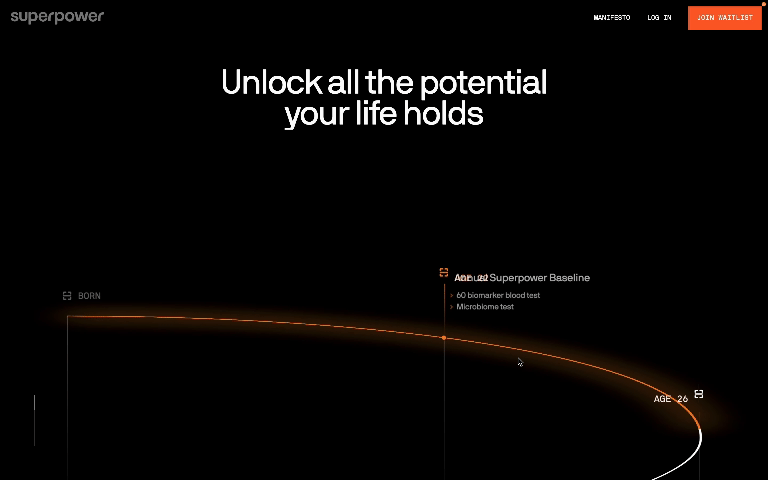 superpower
MANIFESTO
LOG IN
JOIN WAITLIST
Unlock all the potential
your life holds
Annual Superpower Baseline
60 biomarker blood test
Microbiome test
BORN
AGE 26